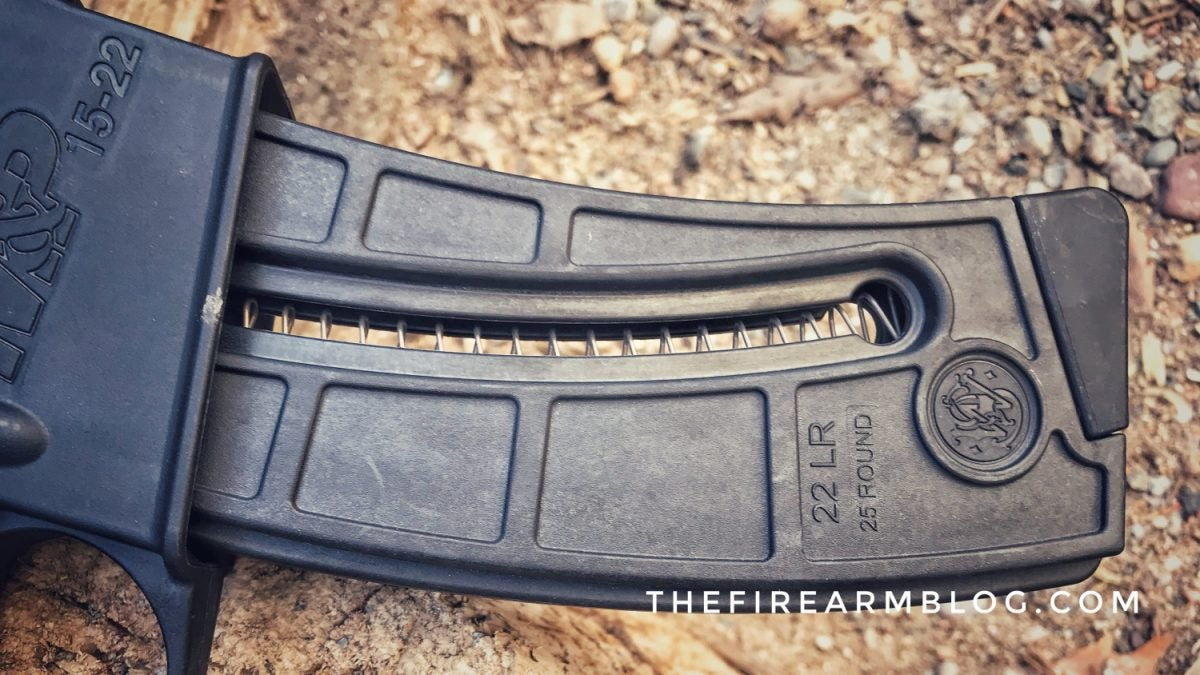 M&P
15-22
22 LR
25 ROUND
S&W
THEFIREARMBLOG.COM